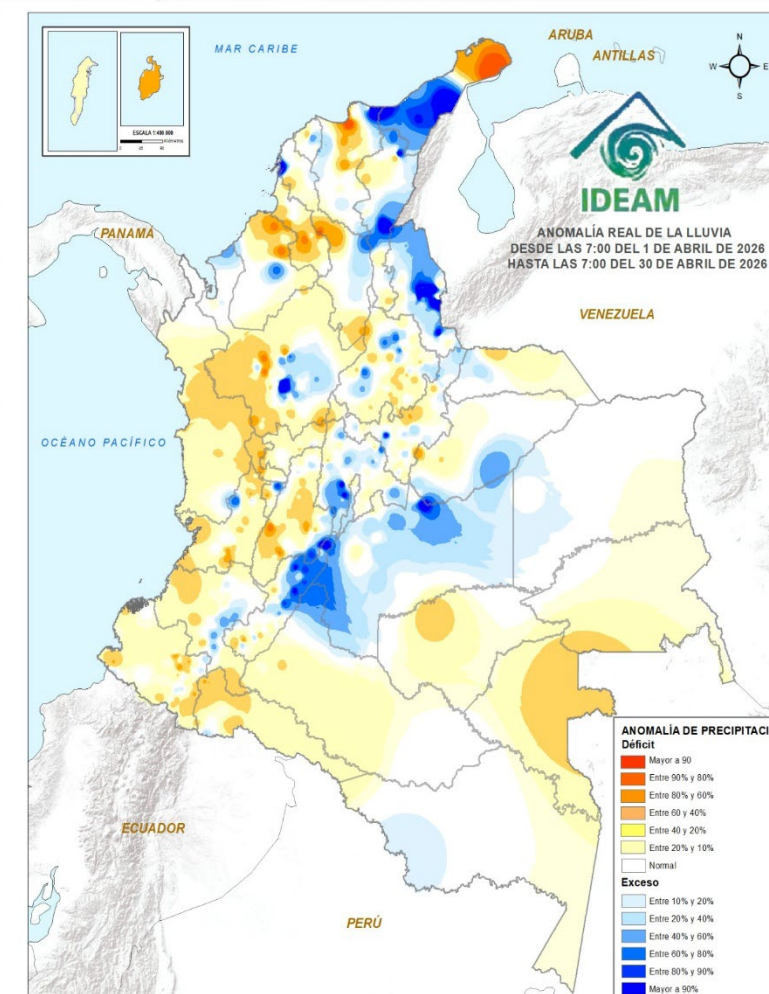 MAR CARIBE
ARUBA
ANTILLAS
N
W
E
S
ESCALA 1:400.000
IDEAM
ANOMALÍA REAL DE LA LLUVIA
DESDE LAS 7:00 DEL 1 DE ABRIL DE 2026
HASTA LAS 7:00 DEL 30 DE ABRIL DE 2026
PANAMÁ
VENEZUELA
OCÉANO PACÍFICO
ECUADOR
PERÚ
ANOMALÍA DE PRECIPITACI
Déficit
Mayor a 90
Entre 90% y 80%
Entre 80% y 60%
Entre 60 y 40%
Entre 40 y 20%
Entre 20% y 10%
Normal
Exceso
Entre 10% y 20%
Entre 20% y 40%
Entre 40% y 60%
Entre 60% y 80%
Entre 80% y 90%
Mayor a 90%